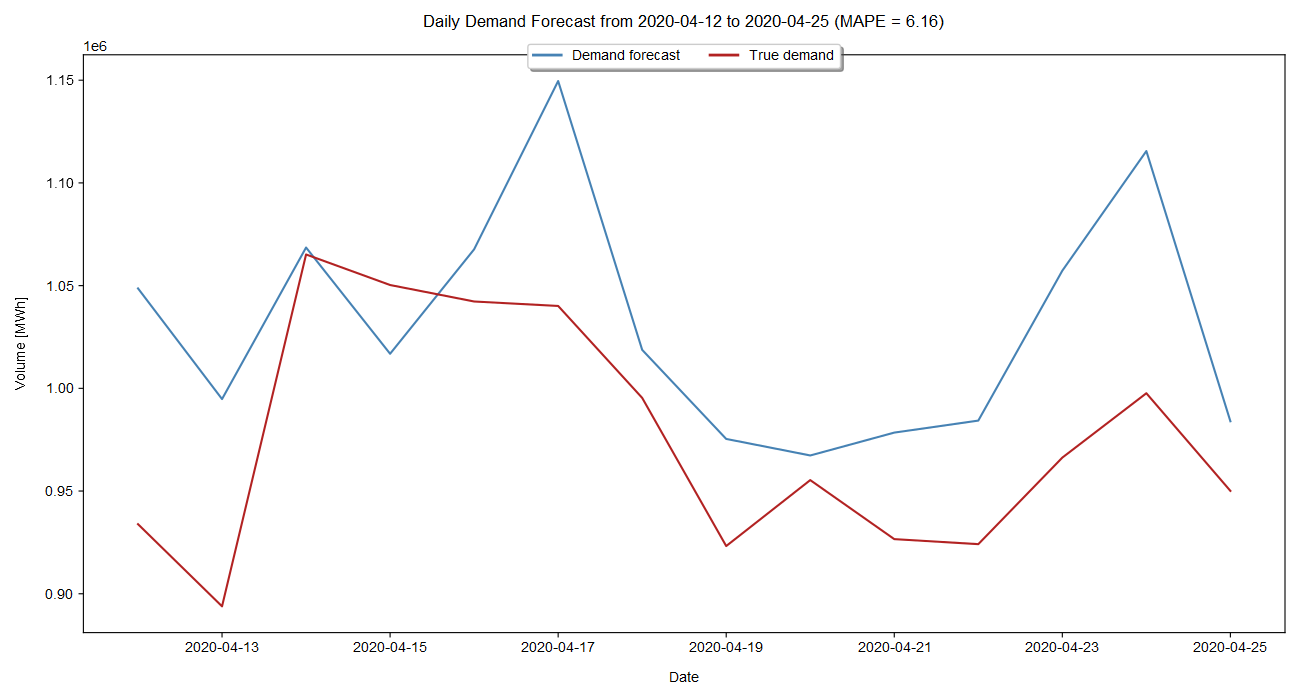 Daily Demand Forecast from 2020-04-12 to 2020-04-25 (MAPE = 6.16)
1e6
Demand forecast
True demand
1.15
1.10
1.05
1.00
0.95
0.90
Volume [MWh]
2020-04-13
2020-04-15
2020-04-17
2020-04-19
2020-04-21
2020-04-23
2020-04-25
Date